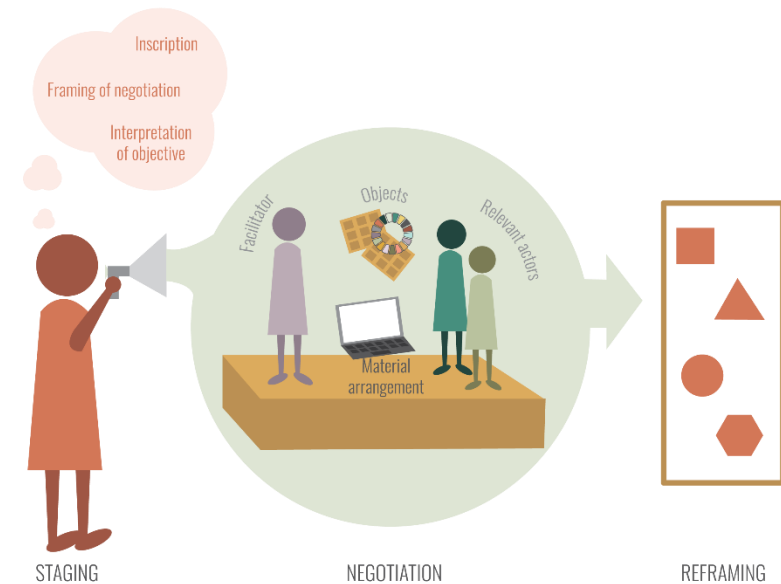 Inscription
Framing of negotiation
Interpretation
of objective
Facilitator
Objects
Relevant actors
Material
arrangement
STAGING
NEGOTIATION
REFRAMING